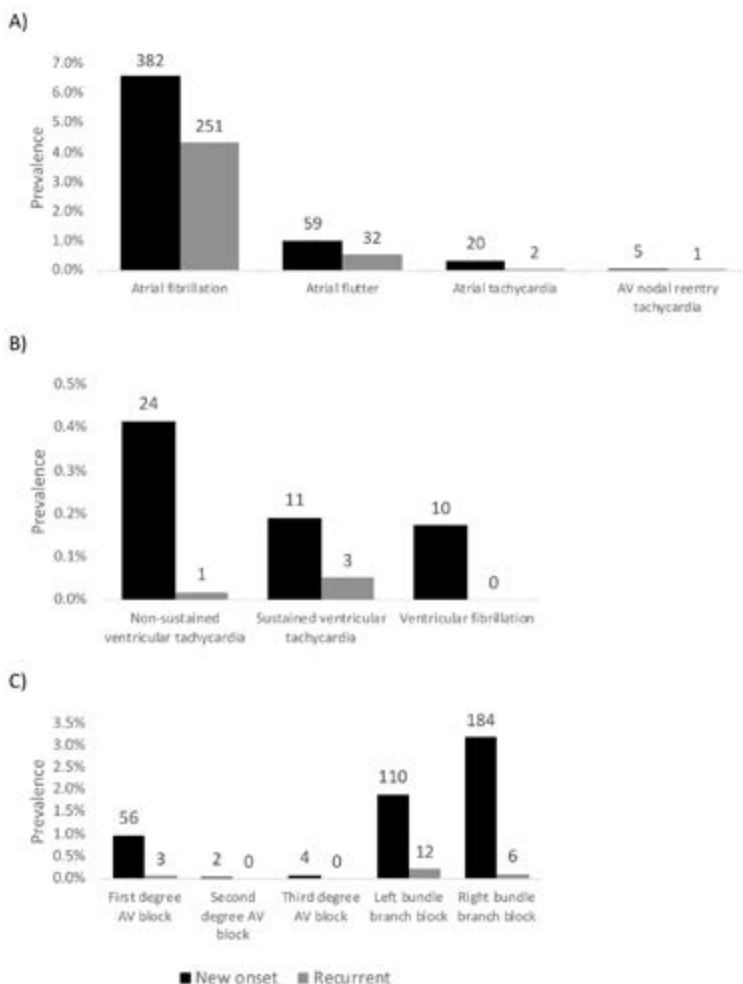 A)
7.0%
6.0%
5.0%
4.0%
3.0%
2.0%
1.0%
0.0%
Prevalence
382
251
59
32
20
2
5
1
Atrial fibrillation
Atrial flutter
Atrial tachycardia
AV nodal reentry
tachycardia
B)
0.5%
0.4%
0.3%
0.2%
0.1%
0.0%
Prevalence
24
1
11
3
10
0
Non-sustained
ventricular tachycardia
Sustained ventricular
tachycardia
Ventricular fibrillation
C)
3.5%
3.0%
2.5%
2.0%
1.5%
1.0%
0.5%
0.0%
Prevalence
56
3
2
0
4
0
110
12
184
6
First degree
AV block
Second
degree AV
block
Third degree
AV block
Left bundle
branch block
Right bundle
branch block
New onset
Recurrent